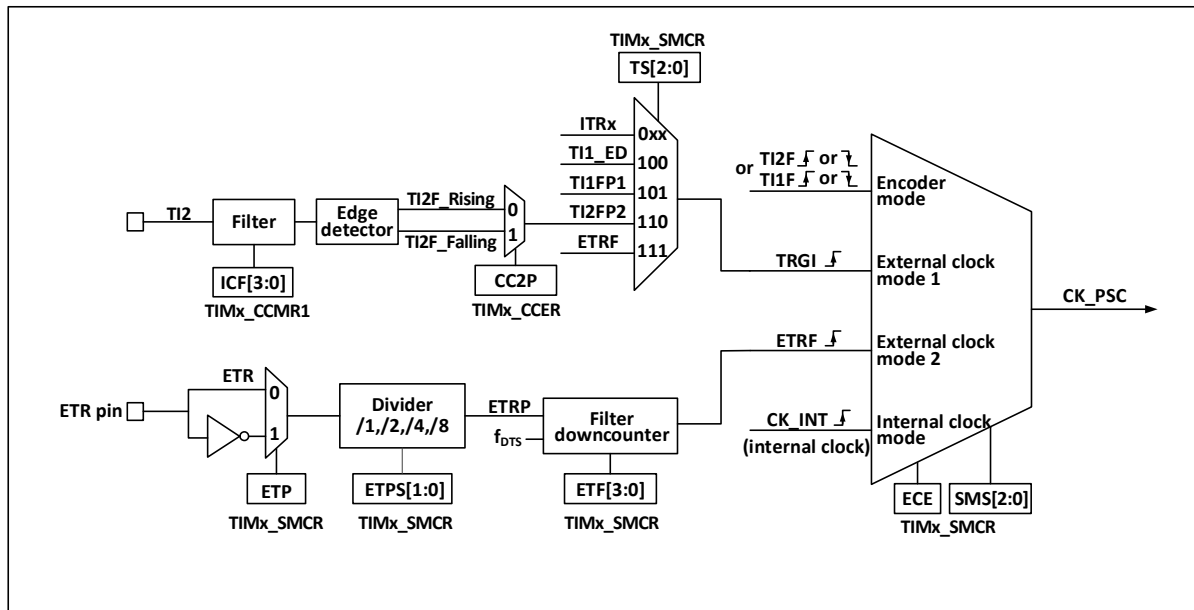 TIMx_SMCR
TS[2:0]
ITRx
0xx
TI1_ED
100
TI1FP1
101
TI2FP2
110
ETRF
111
TI2
Filter
ICF[3:0]
TIMx_CCMR1
Edge
detector
TI2F_Rising
TI2F_Falling
0
1
CC2P
TIMx_CCER
or TI2F or
TI1F or
Encoder
mode
TRGI
External clock
mode 1
ETRF
External clock
mode 2
CK_INT
(internal clock)
Internal clock
mode
CK_PSC
ECE
SMS[2:0]
TIMx_SMCR
ETR pin
ETR
0
1
ETP
TIMx_SMCR
Divider
/1,/2,/4,/8
ETPS[1:0]
TIMx_SMCR
ETRP
fDTS
Filter
downcounter
ETF[3:0]
TIMx_SMCR